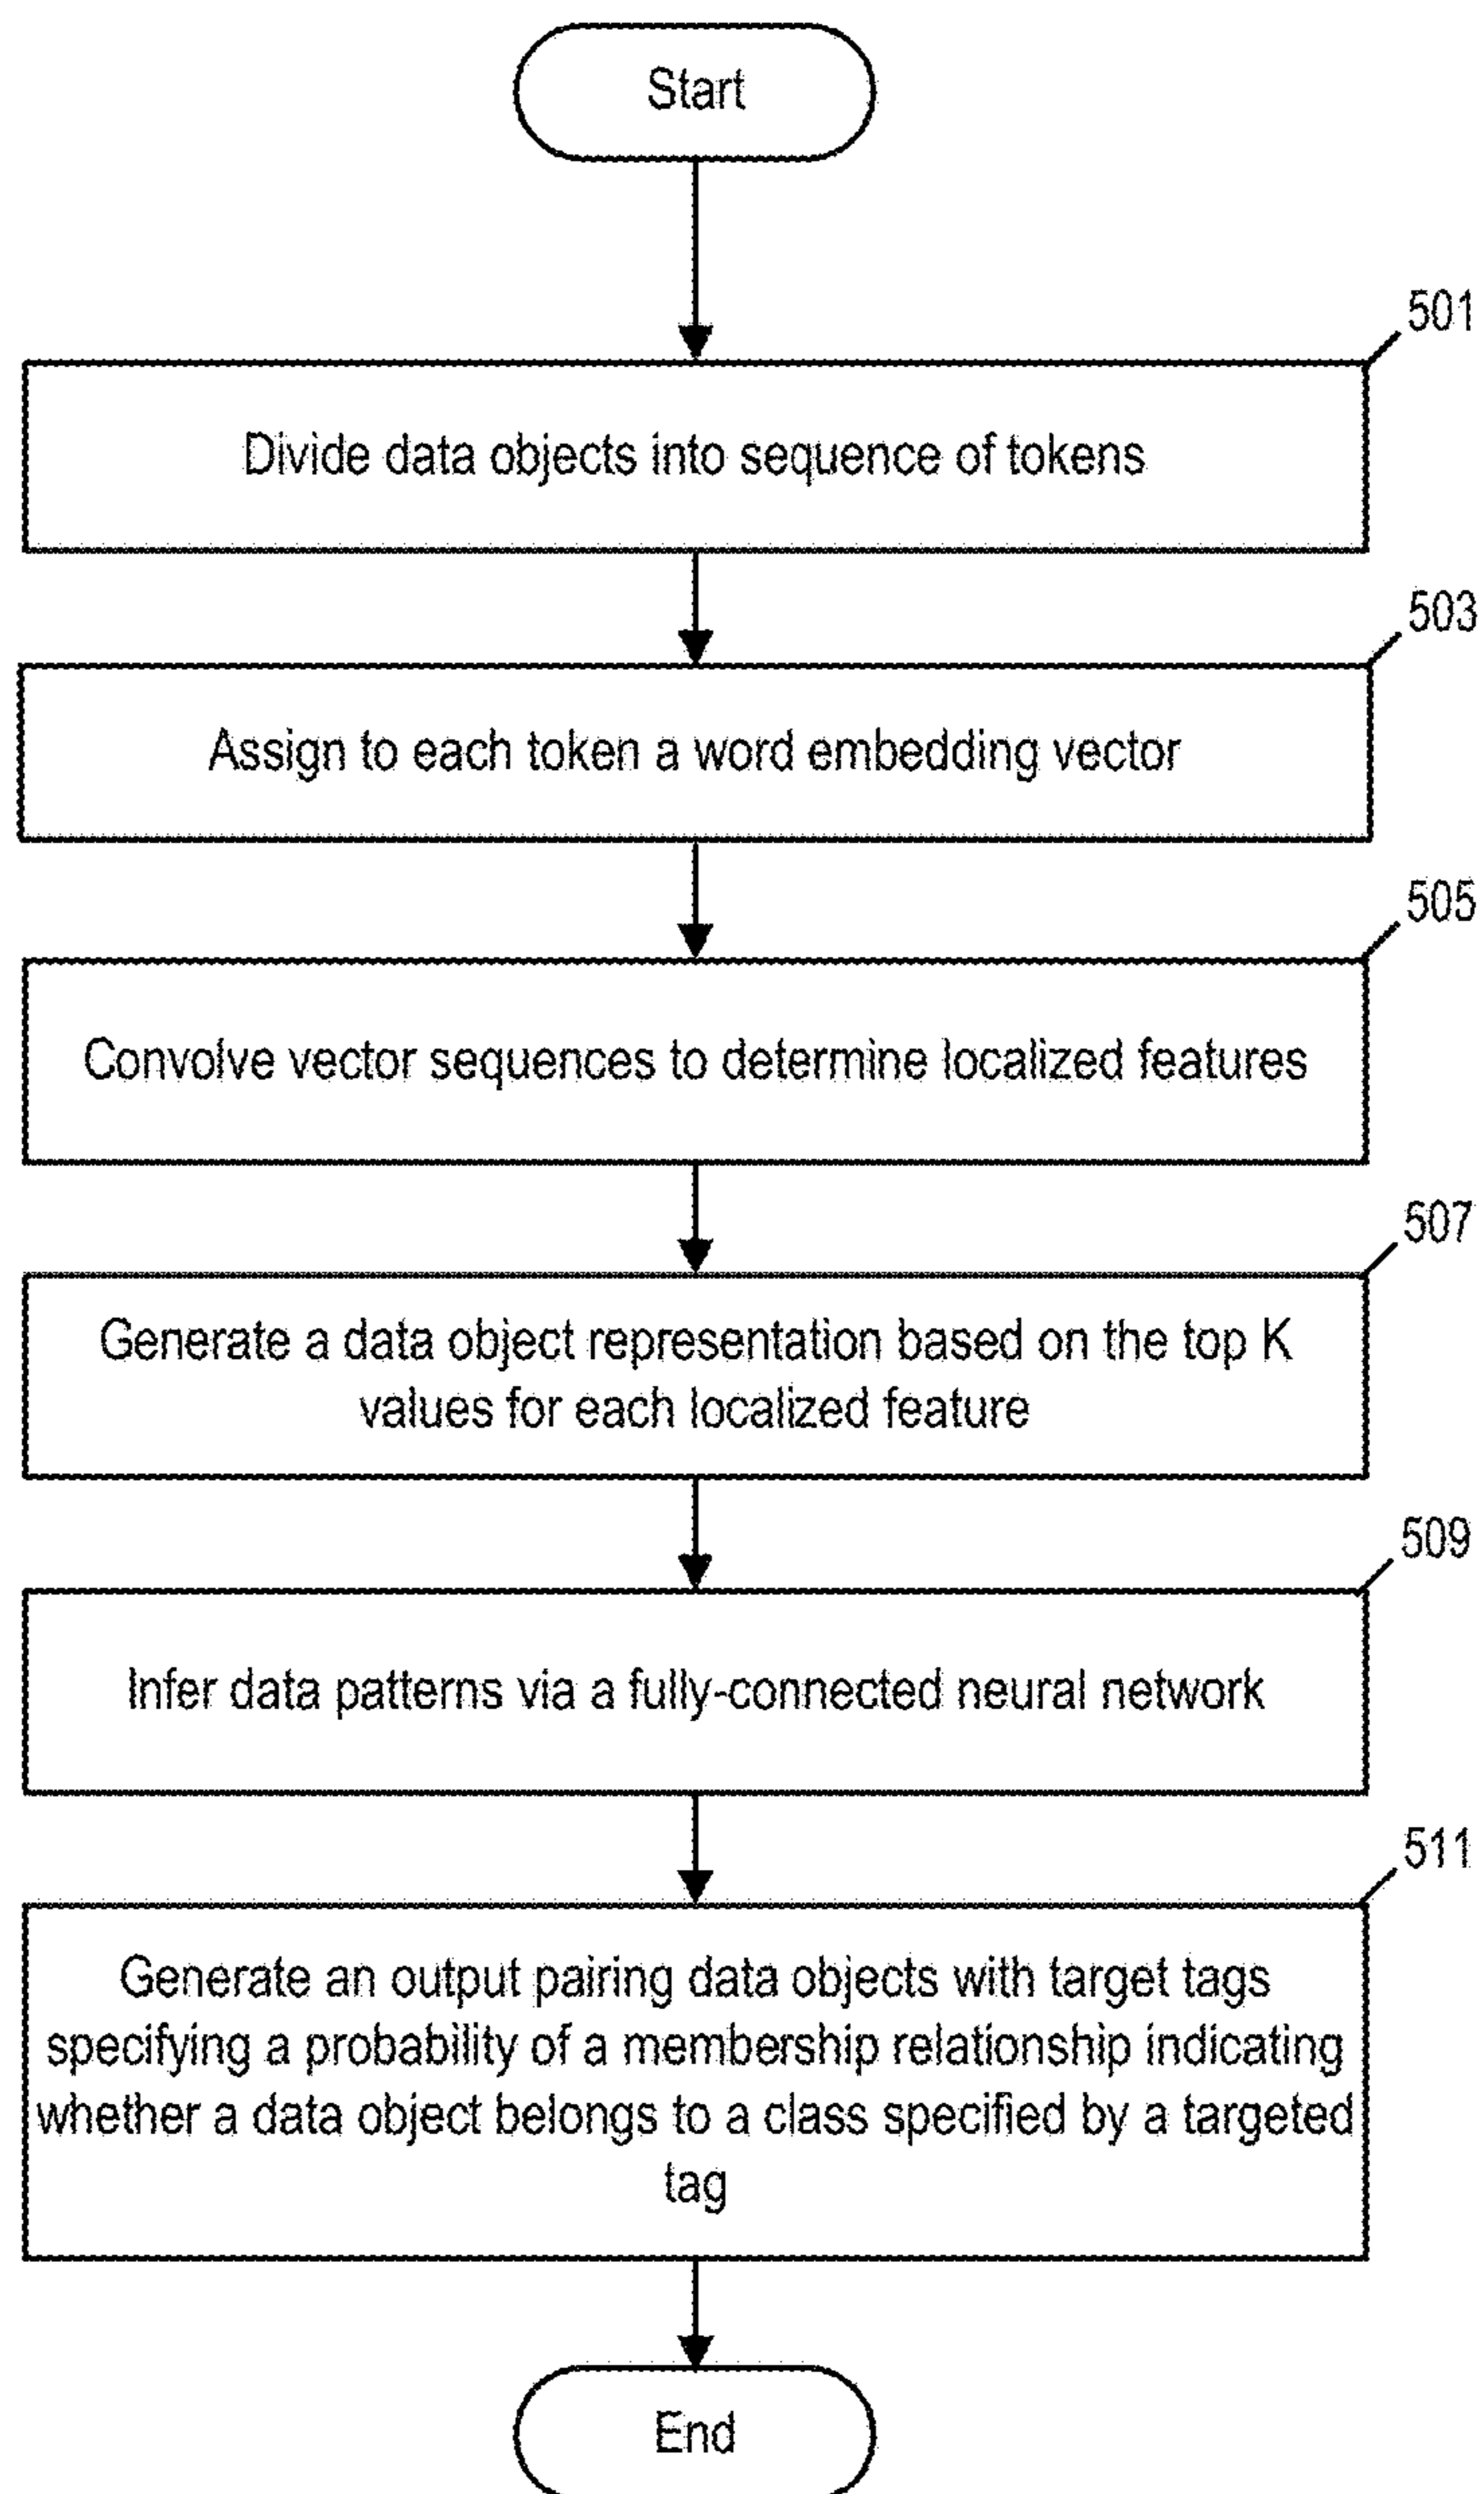 Start
501
Divide data objects into sequence of tokens
503
Assign to each token a word embedding vector
505
Convolve vector sequences to determine localized features
507
Generate a data object representation based on the top K
values for each localized feature
509
Infer data patterns via a fully-connected neural network
511
Generate an output pairing data objects with target tags
specifying a probability of a membership relationship indicating
whether a data object belongs to a class specified by a targeted
tag
End